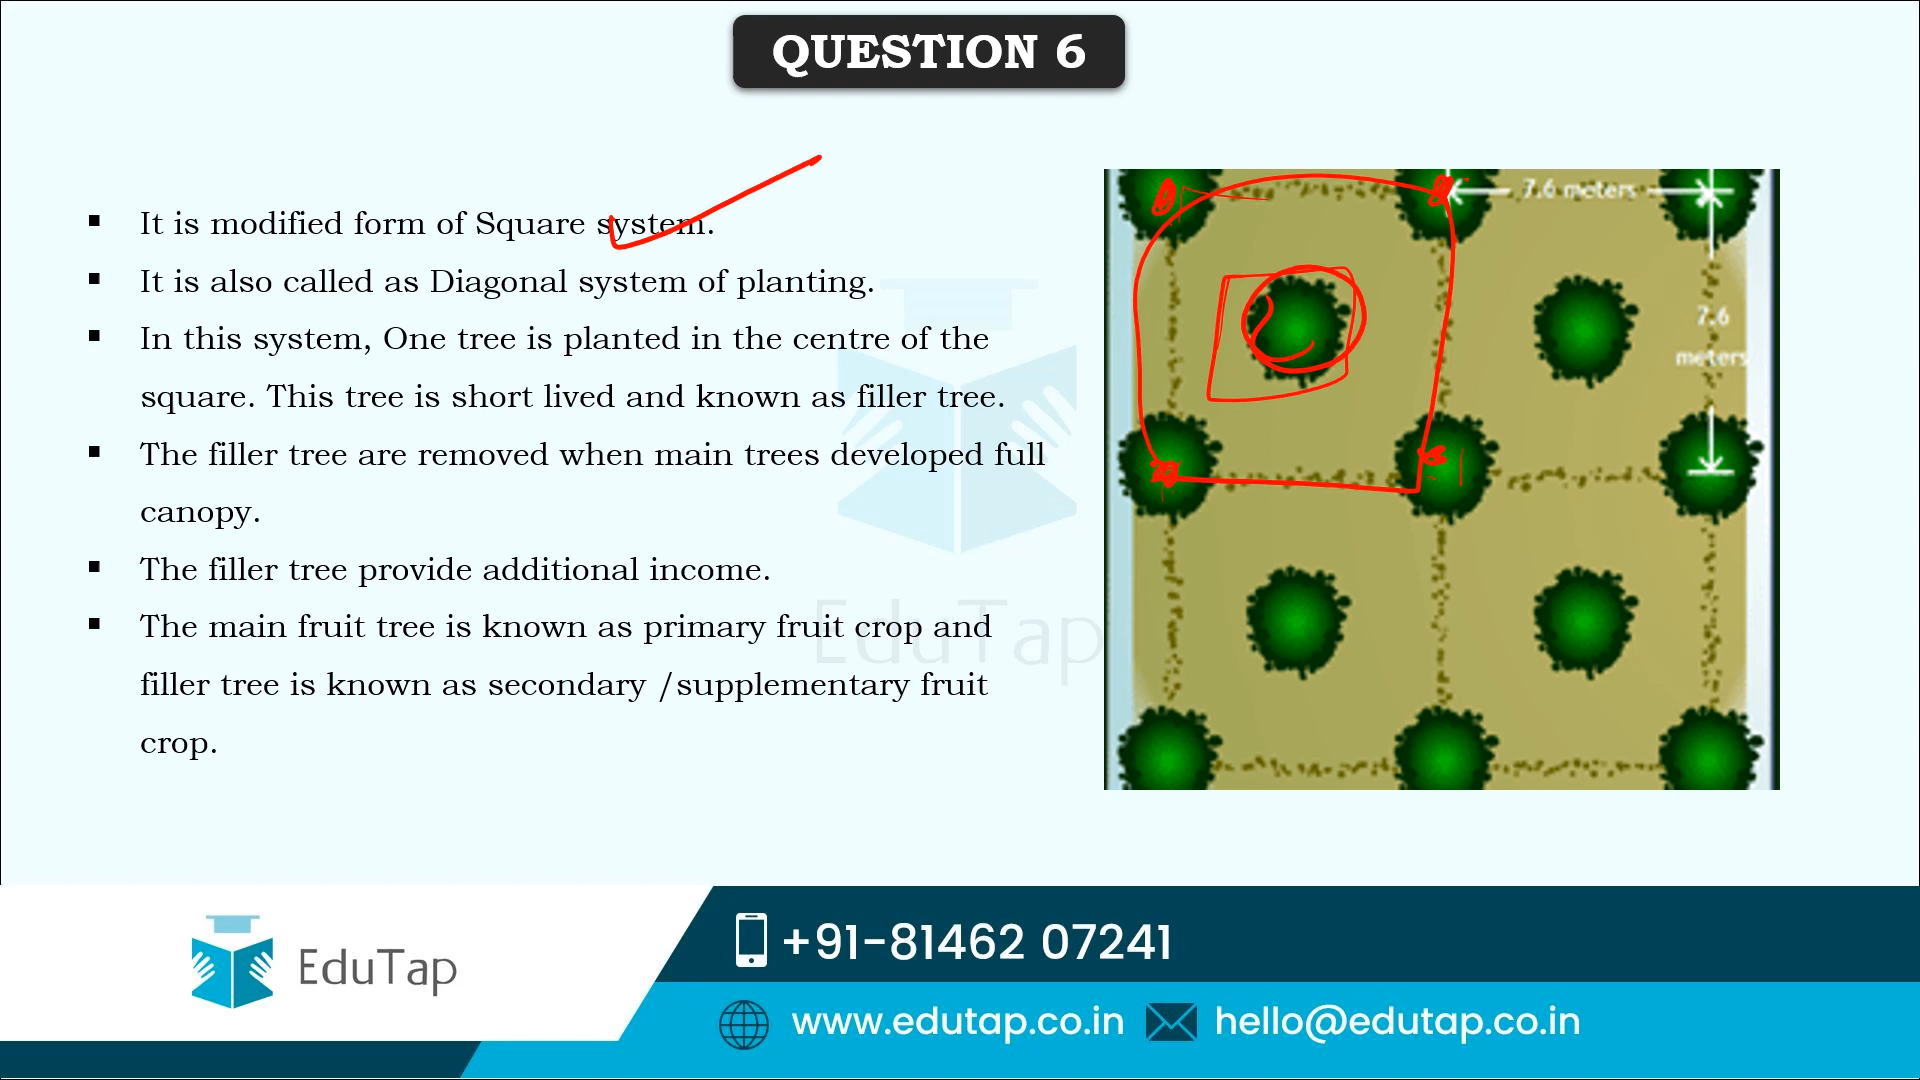 QUESTION 6
▪ It is modified form of Square system.
▪ It is also called as Diagonal system of planting.
▪ In this system, One tree is planted in the centre of the
square. This tree is short lived and known as filler tree.
▪ The filler tree are removed when main trees developed full
canopy.
▪ The filler tree provide additional income.
▪ The main fruit tree is known as primary fruit crop and
filler tree is known as secondary /supplementary fruit
crop.
EduTap
7.6 meters
7.6
meters
EduTap
+91-81462 07241
www.edutap.co.in
hello@edutap.co.in